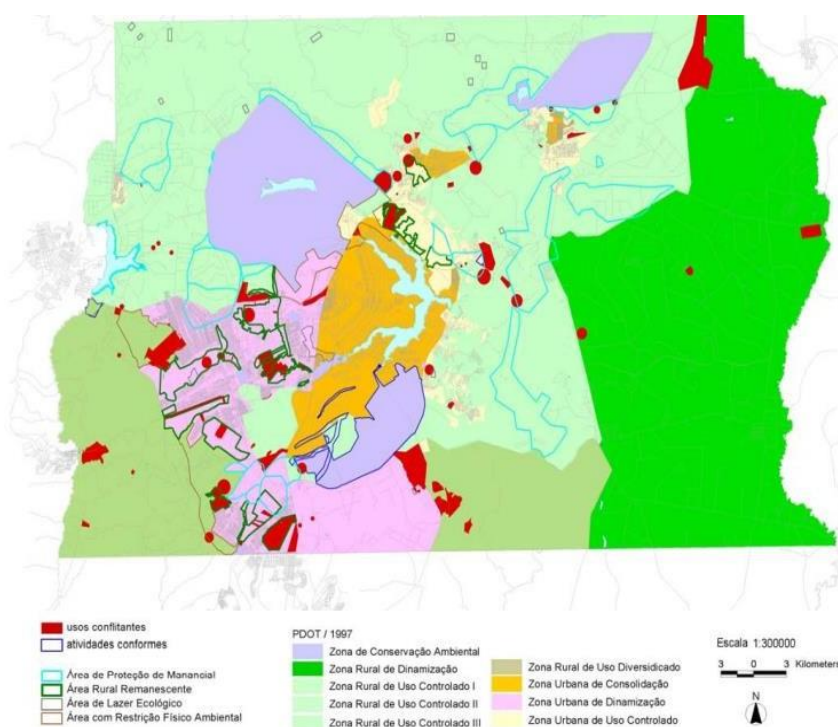 usos conflitantes
atividades conformes
Área de Proteção de Manancial
Área Rural Remanescente
Área de Lazer Ecológico
Área com Restrição Físico Ambiental
PDOT / 1997
Zona de Conservação Ambiental
Zona Rural de Dinamização
Zona Rural de Uso Controlado I
Zona Rural de Uso Controlado II
Zona Rural de Uso Controlado III
Zona Rural de Uso Diversidicado
Zona Urbana de Consolidação
Zona Urbana de Dinamização
Zona Urbana de Uso Controlado
Escala 1:300000
3 0 3 Kilometers
N